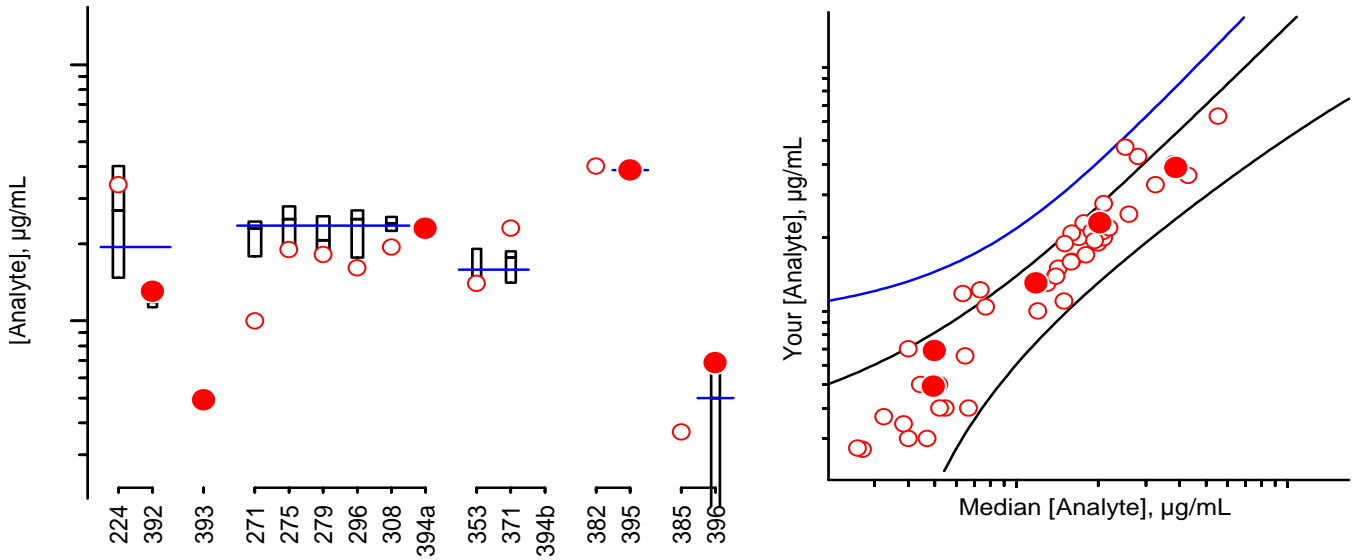 [Analyte], µg/mL
224
392
393
271
275
279
296
308
394a
353
371
394b
382
395
385
396
Your [Analyte], µg/mL
Median [Analyte], µg/mL